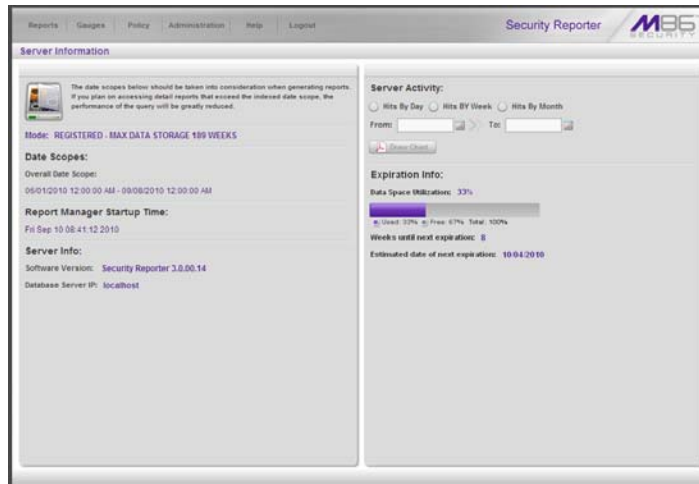 Reports Gauges Policy Administration Help Logout
Security Reporter
M86
SECURITY
Server Information
The date scopes below should be taken into consideration when generating reports.
If you plan on accessing detail reports that exceed the indexed date scope, the
performance of the query will be greatly reduced.
Mode: REGISTERED - MAX DATA STORAGE 189 WEEKS
Date Scopes:
Overall Date Scope:
06/01/2010 12:00:00 AM - 09/08/2010 12:00:00 AM
Report Manager Startup Time:
Fri Sep 10 08:41:12 2010
Server Info:
Software Version: Security Reporter 3.0.00.14
Database Server IP: localhost
Server Activity:
Hits By Day Hits BY Week Hits By Month
From: To:
Draw Chart
Expiration Info:
Data Space Utilization: 33%
Used: 33% Free: 67% Total: 100%
Weeks until next expiration: 8
Estimated date of next expiration: 10/04/2010